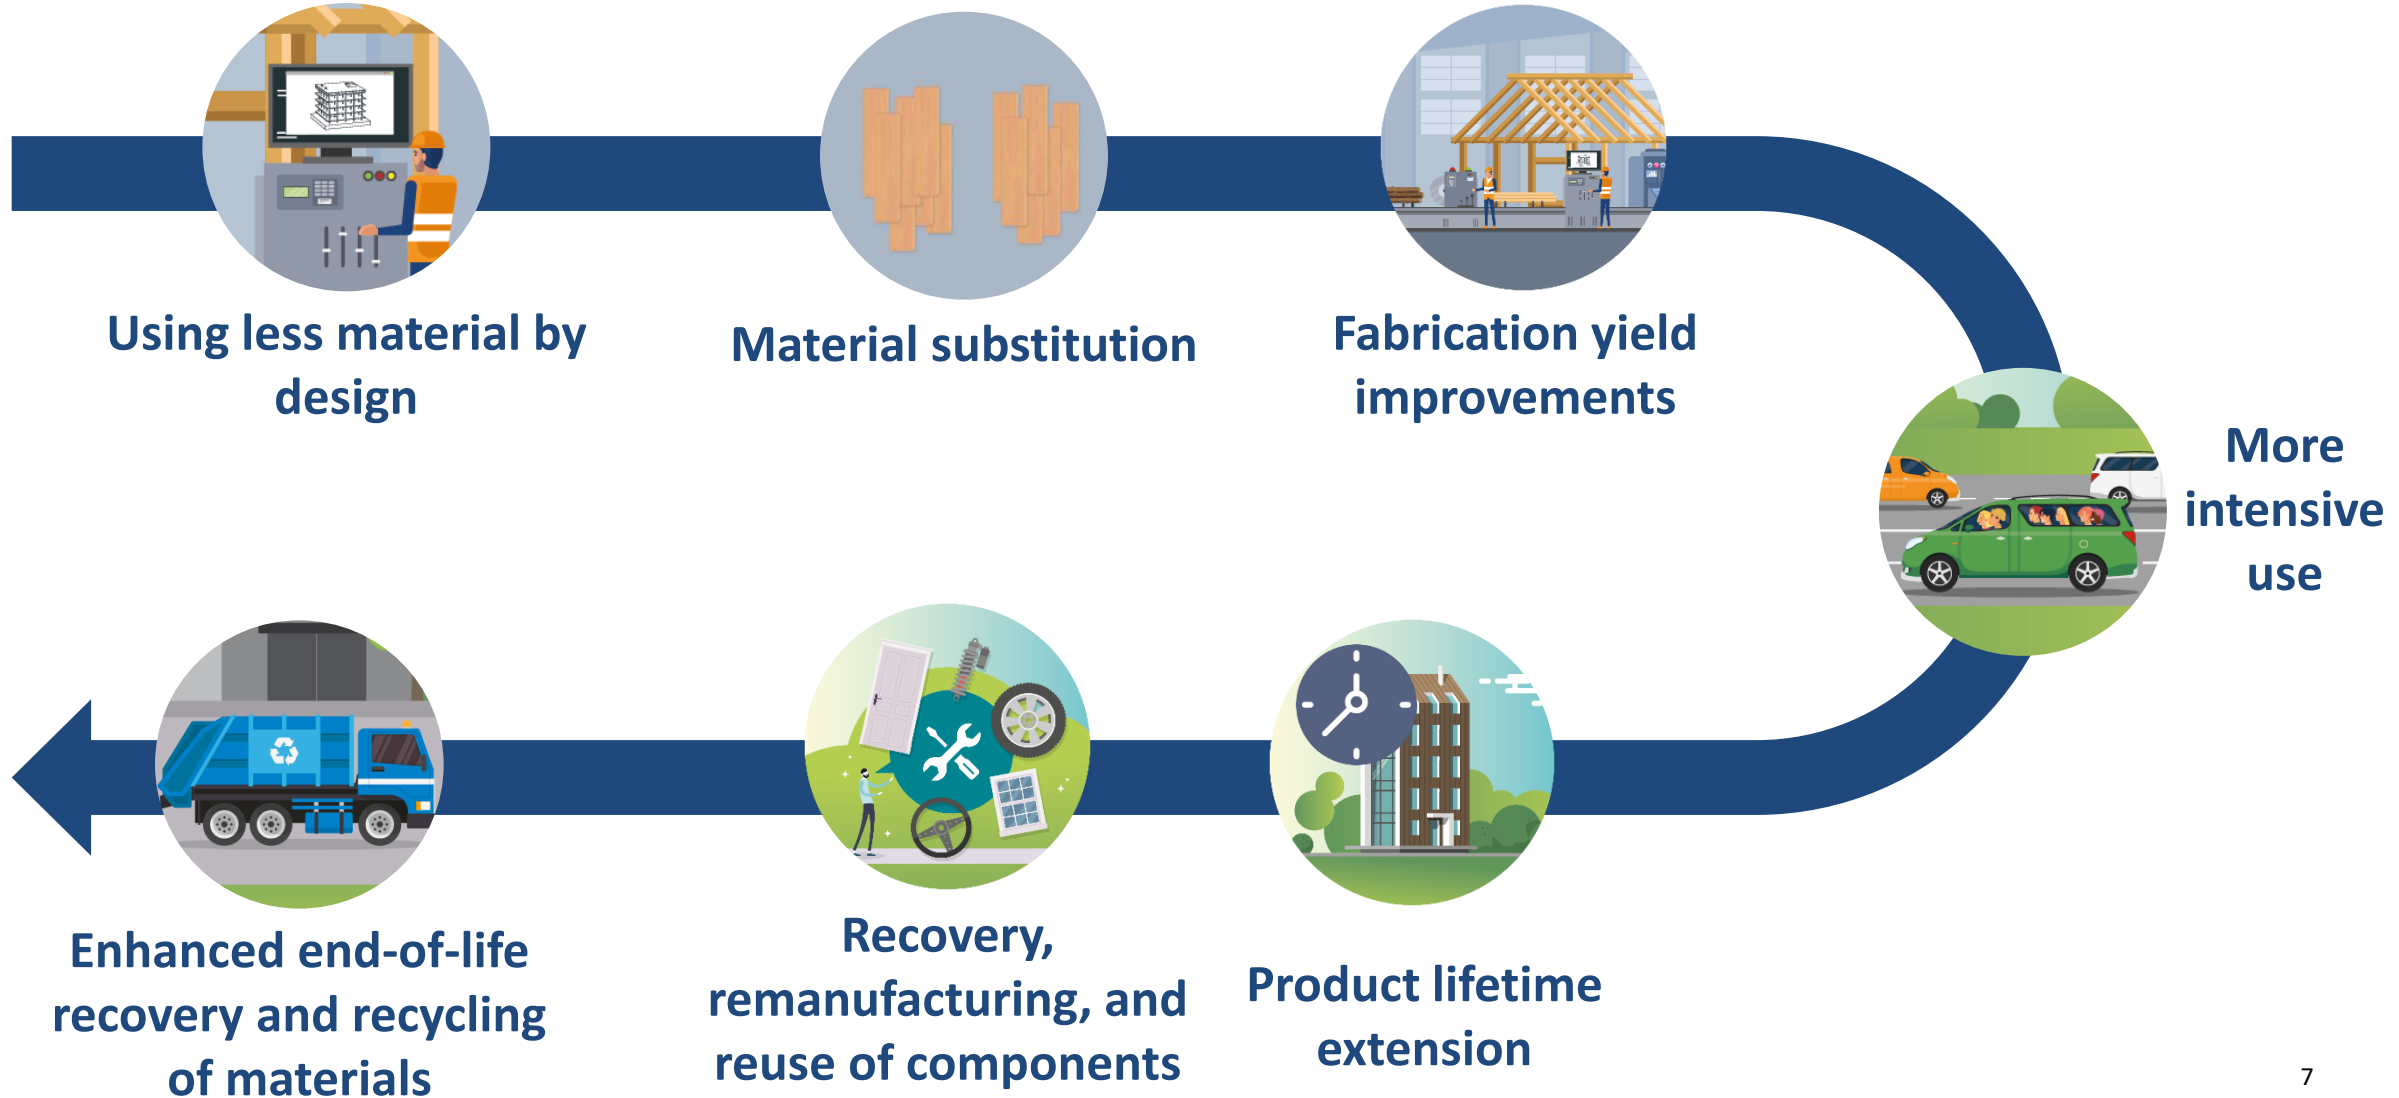 Using less material by
design
Material substitution
Fabrication yield
improvements
More
intensive
use
Product lifetime
extension
Recovery,
remanufacturing, and
reuse of components
Enhanced end-of-life
recovery and recycling
of materials
7